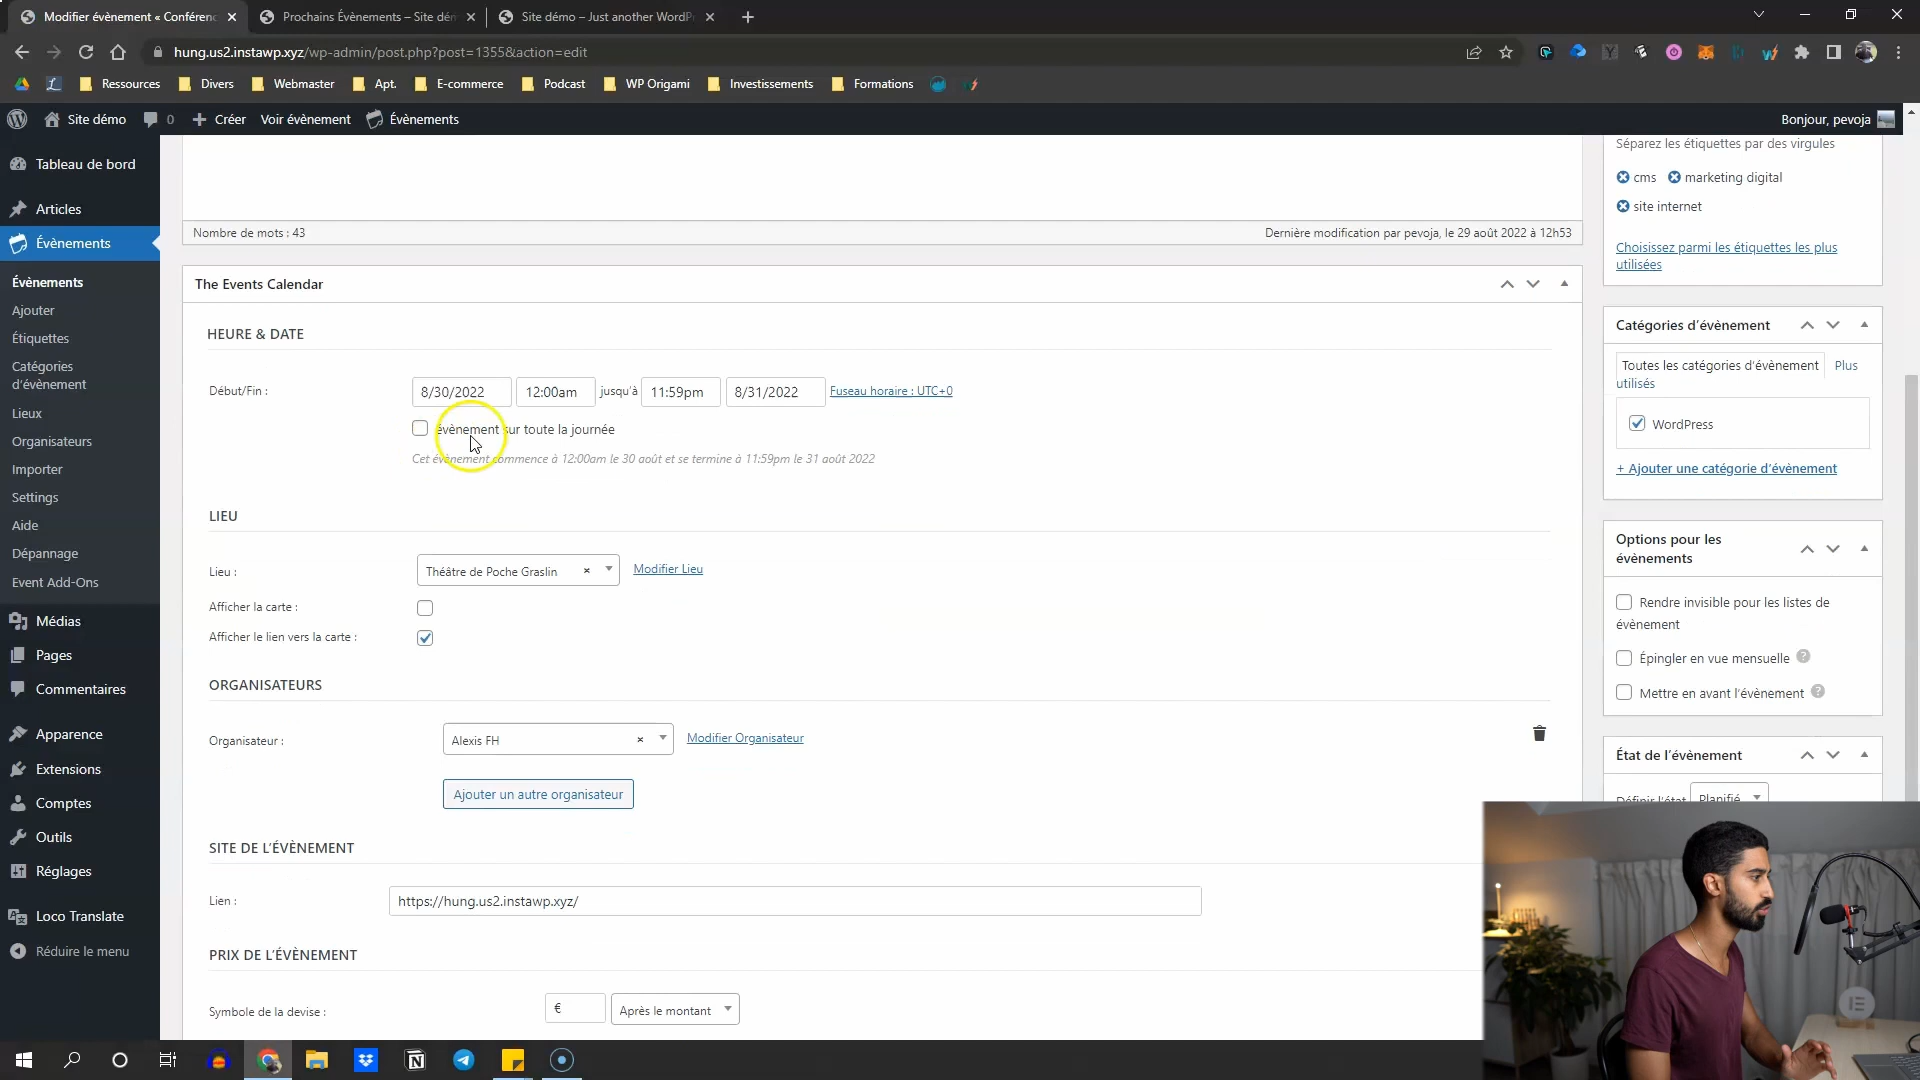 Modifier évènement « Conférenc
Prochains Évènements – Site dém
Site démo – Just another WordPr
hung.us2.instawp.xyz/wp-admin/post.php?post=1355&action=edit
Ressources
Divers
Webmaster
Apt.
E-commerce
Podcast
WP Origami
Investissements
Formations
Site démo
0
Créer
Voir évènement
Évènements
Bonjour, pevoja
Tableau de bord
Articles
Évènements
Évènements
Ajouter
Étiquettes
Catégories
d'évènement
Lieux
Organisateurs
Importer
Settings
Aide
Dépannage
Event Add-Ons
Médias
Pages
Commentaires
Apparence
Extensions
Comptes
Outils
Réglages
Loco Translate
Réduire le menu
Nombre de mots : 43
Dernière modification par pevoja, le 29 août 2022 à 12h53
The Events Calendar
HEURE & DATE
Début/Fin :
8/30/2022
12:00am
jusqu'à
11:59pm
8/31/2022
Fuseau horaire : UTC+0
évènement sur toute la journée
Cet évènement commence à 12:00am le 30 août et se termine à 11:59pm le 31 août 2022
LIEU
Lieu :
Théâtre de Poche Graslin
×
Modifier Lieu
Afficher la carte :
Afficher le lien vers la carte :
ORGANISATEURS
Organisateur :
Alexis FH
×
Modifier Organisateur
Ajouter un autre organisateur
SITE DE L'ÉVÈNEMENT
Lien :
https://hung.us2.instawp.xyz/
PRIX DE L'ÉVÈNEMENT
Symbole de la devise :
€
Après le montant
Séparez les étiquettes par des virgules
cms
marketing digital
site internet
Choisissez parmi les étiquettes les plus
utilisées
Catégories d'évènement
Toutes les catégories d'évènement
Plus
utilisés
WordPress
+ Ajouter une catégorie d'évènement
Options pour les
évènements
Rendre invisible pour les listes de
évènement
Épingler en vue mensuelle
Mettre en avant l'évènement
État de l'évènement
Définir l'état
Planifié